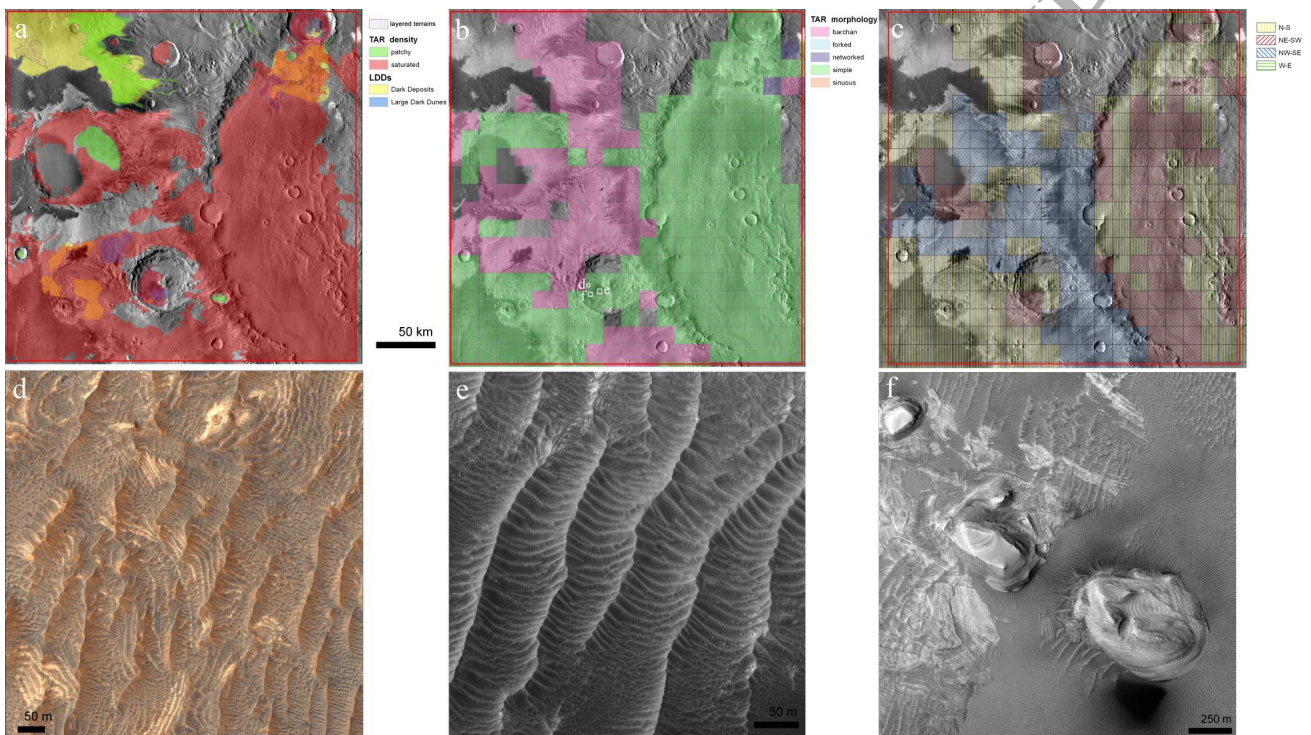 a
layered terrains
TAR density
patchy
saturated
LDDs
Dark Deposits
Large Dark Dunes
50 km
b
d
f
e
TAR morphology
barchan
forked
networked
simple
sinuous
c
N-S
NE-SW
NW-SE
W-E
d
50 m
e
50 m
f
250 m